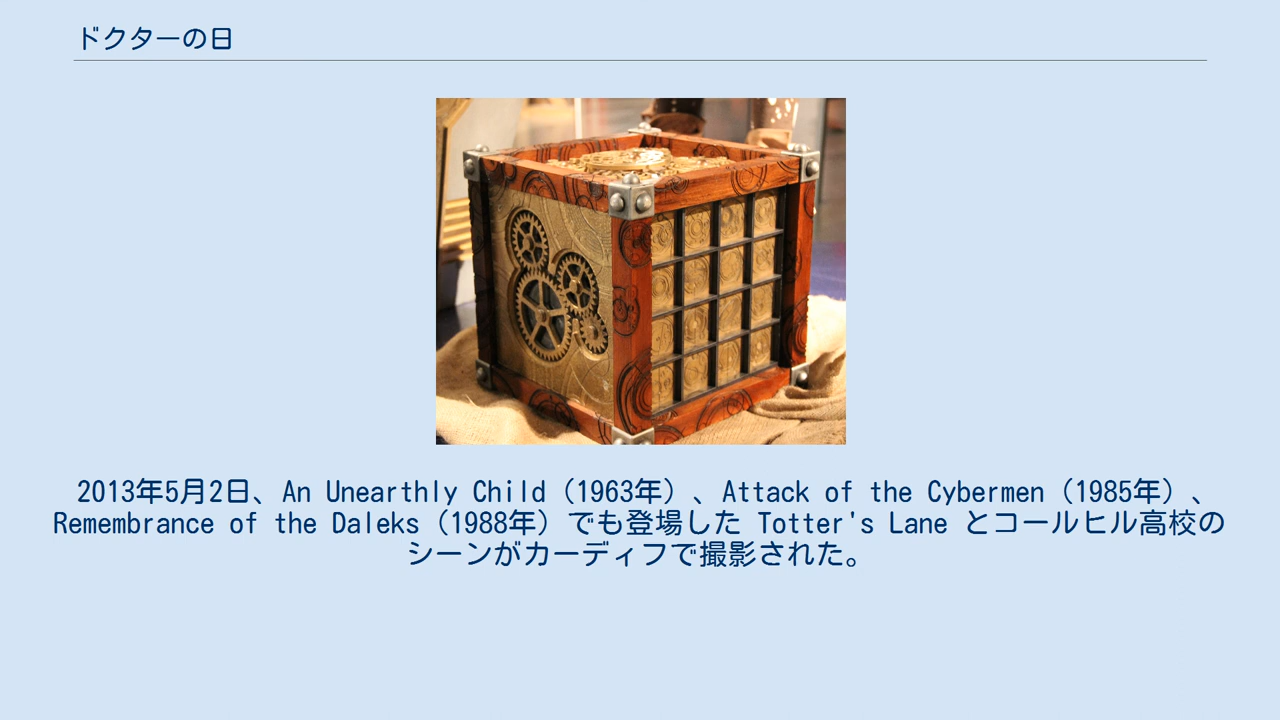 ドクターの日
2013年5月2日、An Unearthly Child（1963年）、Attack of the Cybermen（1985年）、
Remembrance of the Daleks（1988年）でも登場した Totter's Lane とコールヒル高校の
シーンがカーディフで撮影された。